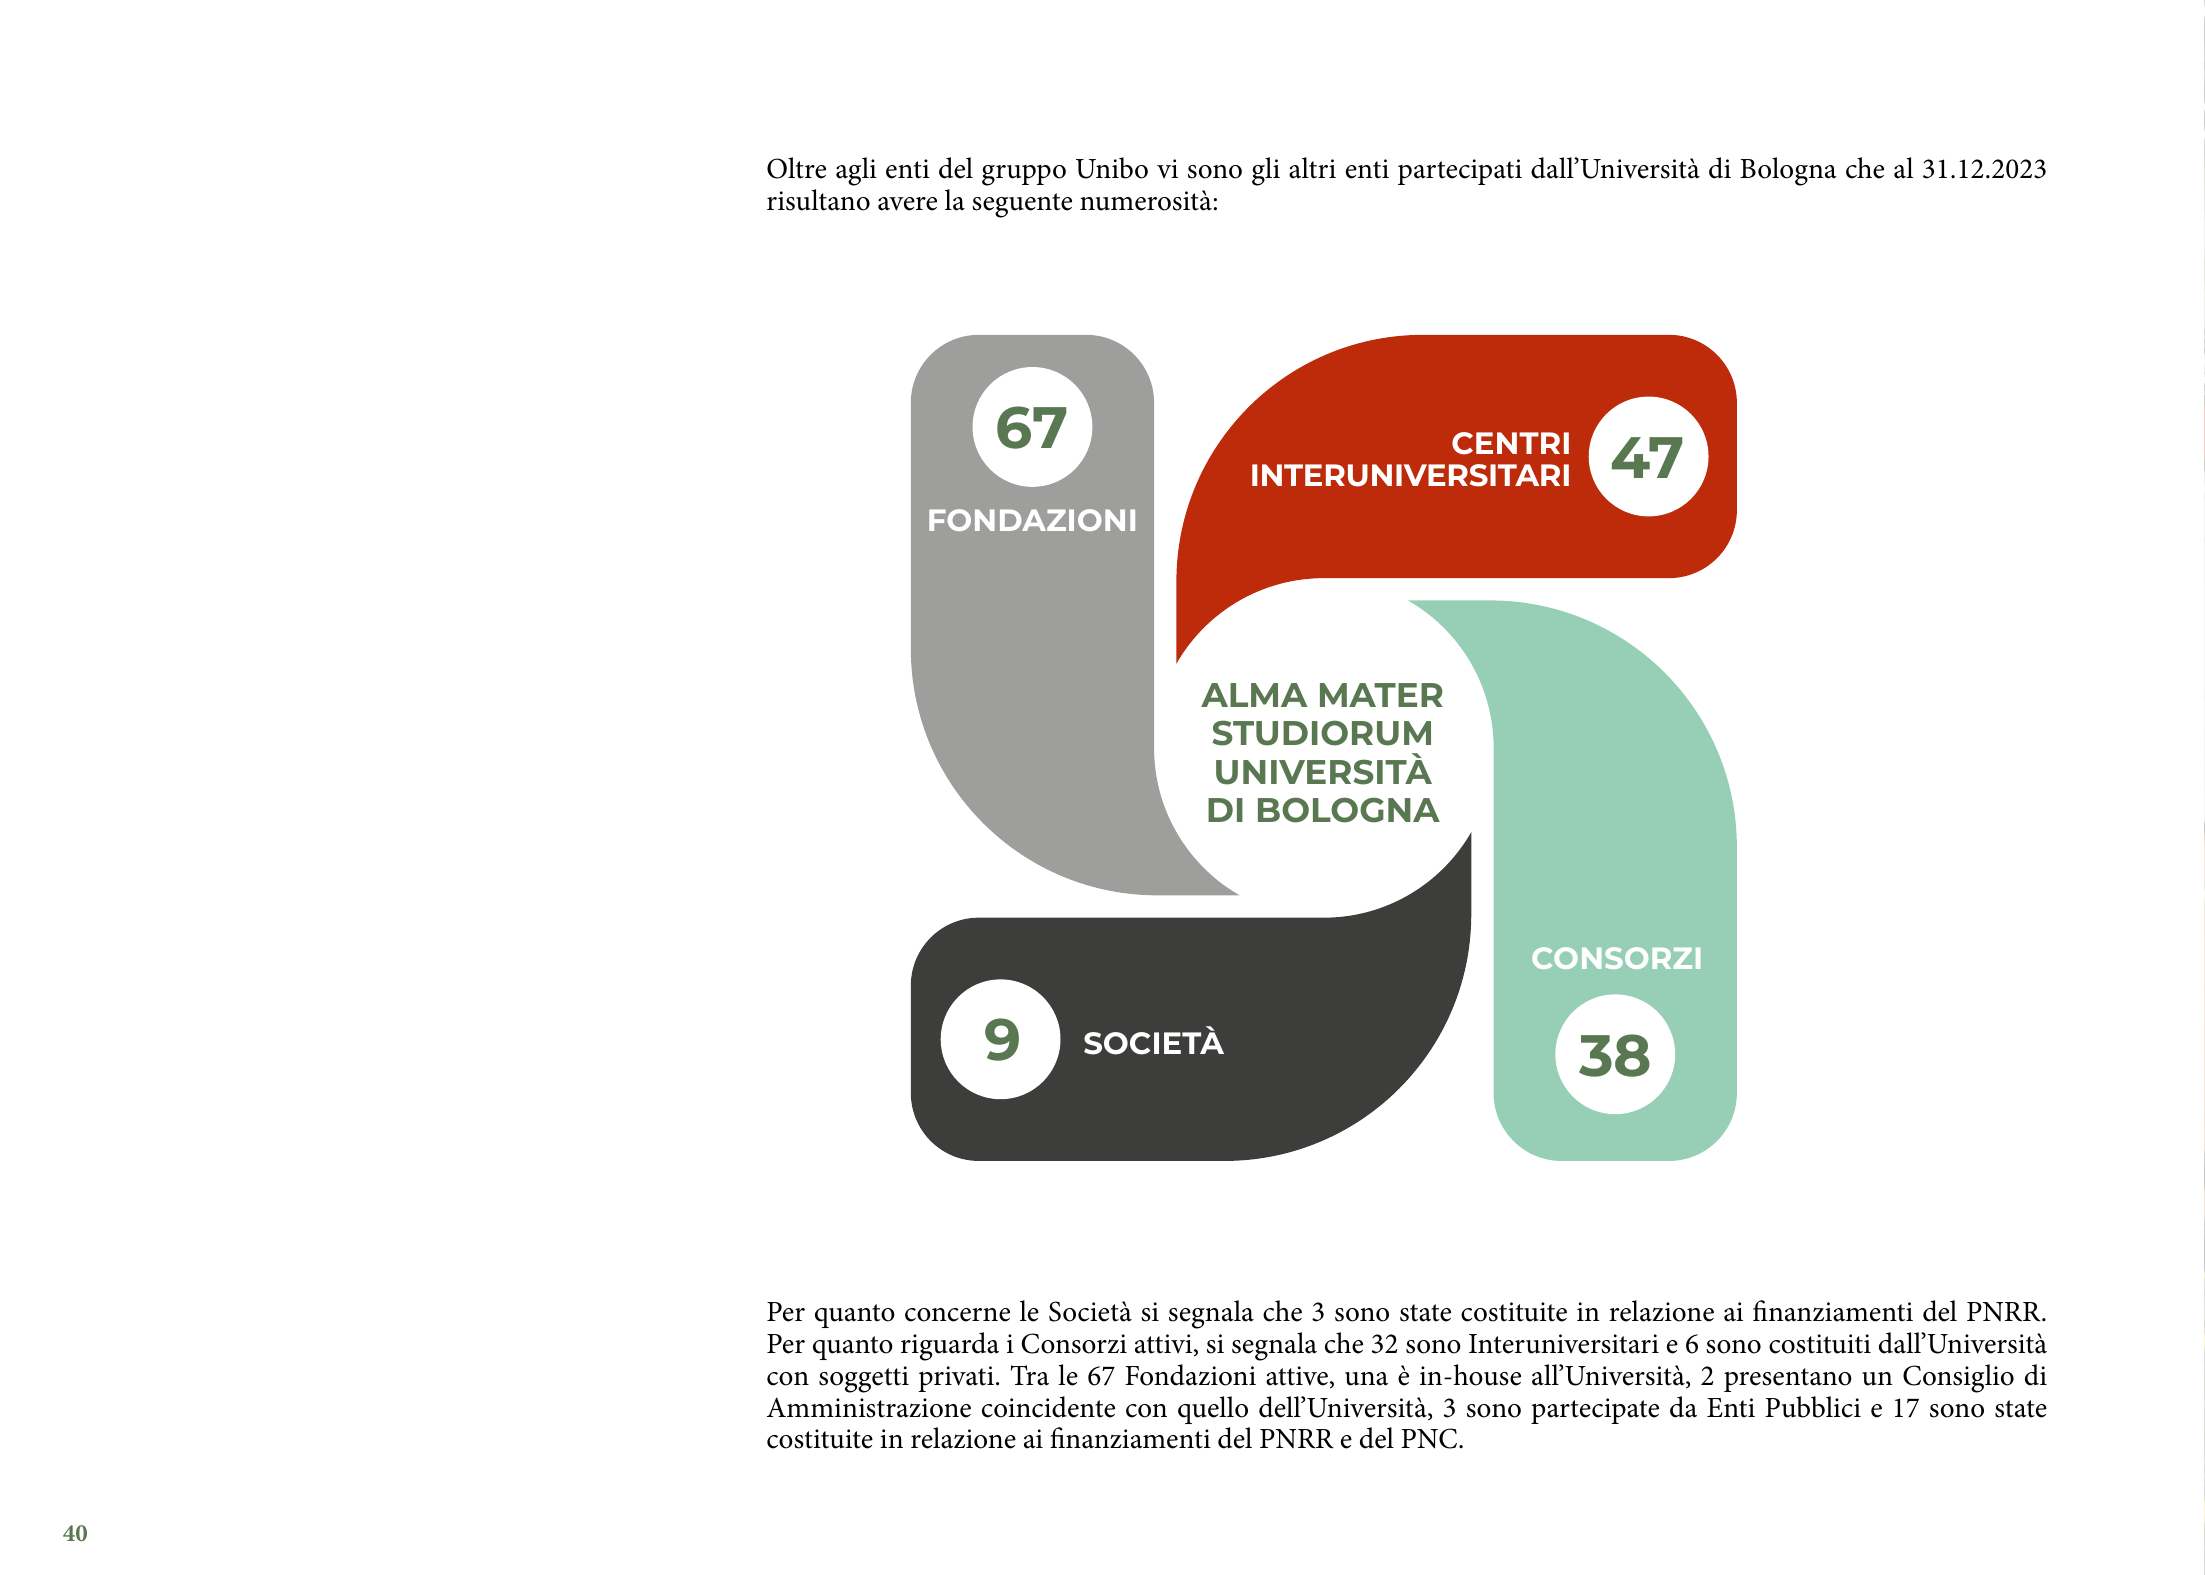 Oltre agli enti del gruppo Unibo vi sono gli altri enti partecipati dall’Università di Bologna che al 31.12.2023
risultano avere la seguente numerosità:
67
FONDAZIONI
CENTRI
INTERUNIVERSITARI
47
ALMA MATER
STUDIORUM
UNIVERSITÀ
DI BOLOGNA
9
SOCIETÀ
CONSORZI
38
Per quanto concerne le Società si segnala che 3 sono state costituite in relazione ai finanziamenti del PNRR.
Per quanto riguarda i Consorzi attivi, si segnala che 32 sono Interuniversitari e 6 sono costituiti dall’Università
con soggetti privati. Tra le 67 Fondazioni attive, una è in-house all’Università, 2 presentano un Consiglio di
Amministrazione coincidente con quello dell’Università, 3 sono partecipate da Enti Pubblici e 17 sono state
costituite in relazione ai finanziamenti del PNRR e del PNC.
40